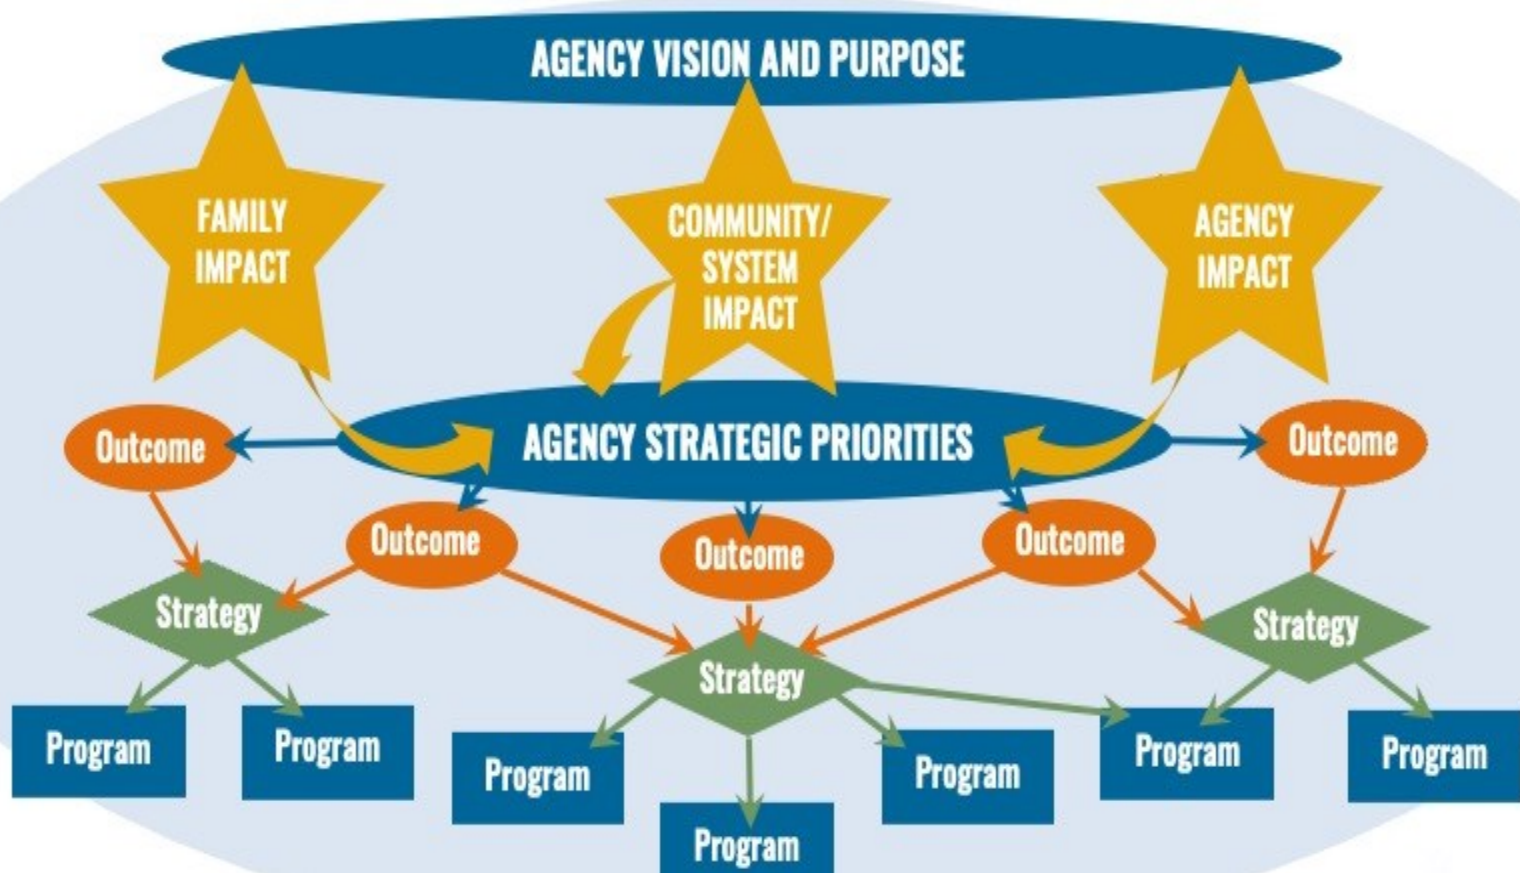 AGENCY VISION AND PURPOSE
FAMILY
IMPACT
COMMUNITY/
SYSTEM
IMPACT
AGENCY
IMPACT
AGENCY STRATEGIC PRIORITIES
Outcome
Outcome
Outcome
Outcome
Outcome
Strategy
Strategy
Strategy
Program
Program
Program
Program
Program
Program
Program